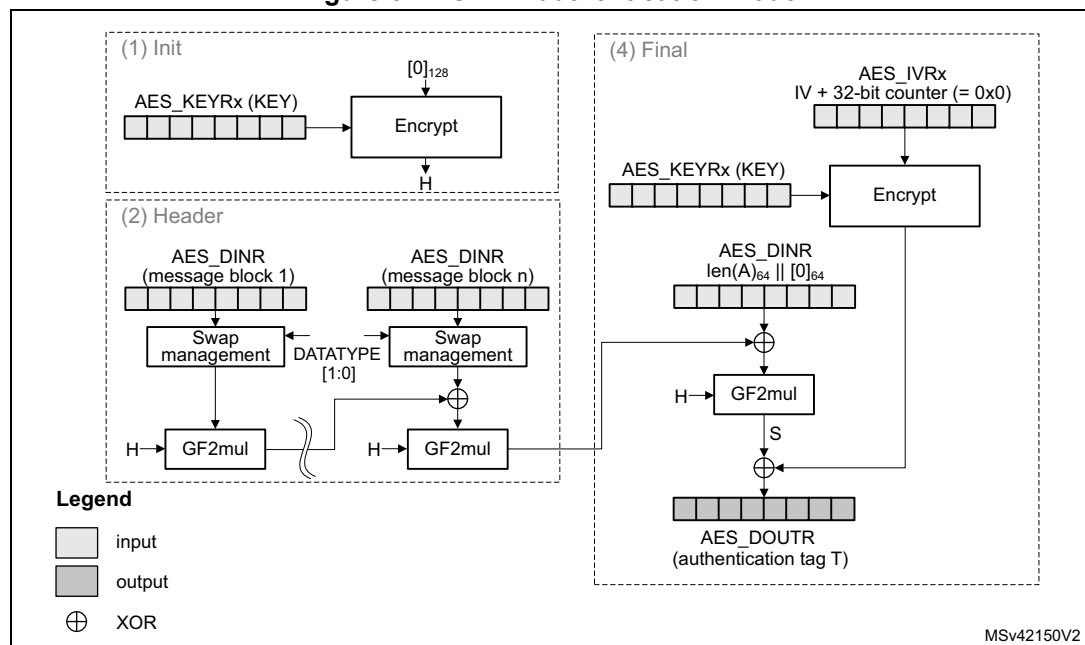 (1) Init
[0]128
AES_KEYRx (KEY)
Encrypt
H
(2) Header
AES_DINR
(message block 1)
AES_DINR
(message block n)
Swap
management
DATATYPE
[1:0]
Swap
management
H
GF2mul
H
GF2mul
(4) Final
AES_IVRx
IV + 32-bit counter (= 0x0)
AES_KEYRx (KEY)
Encrypt
AES_DINR
len(A)64 || [0]64
H
GF2mul
S
AES_DOUTR
(authentication tag T)
Legend
input
output
XOR
MSv42150V2